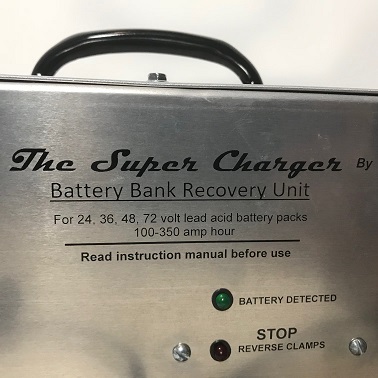 The Super Charger By
Battery Bank Recovery Unit
For 24, 36, 48, 72 volt lead acid battery packs
100-350 amp hour
Read instruction manual before use
BATTERY DETECTED
STOP
REVERSE CLAMPS